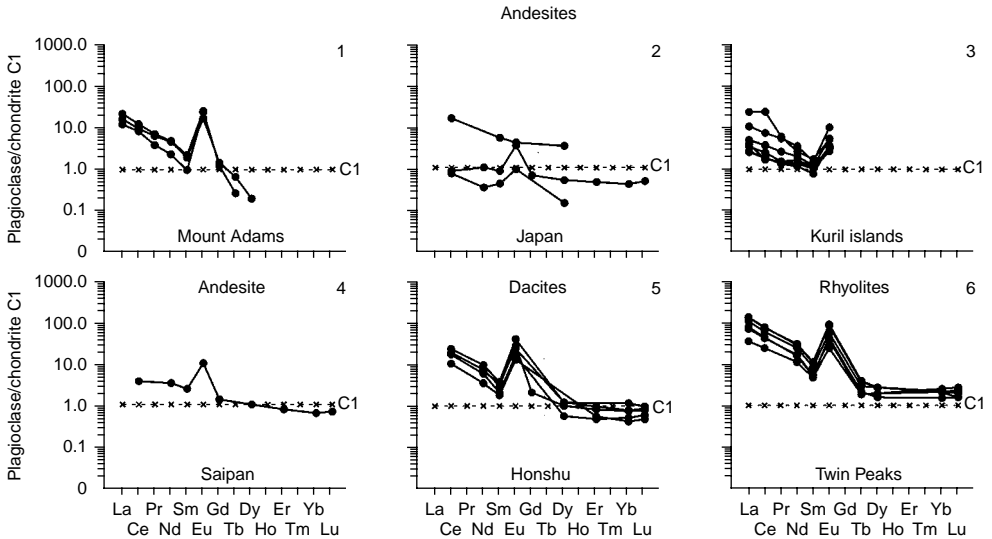 Andesites
Plagioclase/chondrite C1
1000.0
100.0
10.0
1.0
0.1
0
1
C1
Mount Adams
2
C1
Japan
3
C1
Kuril islands
Plagioclase/chondrite C1
1000.0
100.0
10.0
1.0
0.1
0
Andesite 4
C1
Saipan
Dacites 5
C1
Honshu
Rhyolites 6
C1
Twin Peaks
La Pr Sm Gd Dy Er Yb
Ce Nd Eu Tb Ho Tm Lu
La Pr Sm Gd Dy Er Yb
Ce Nd Eu Tb Ho Tm Lu
La Pr Sm Gd Dy Er Yb
Ce Nd Eu Tb Ho Tm Lu